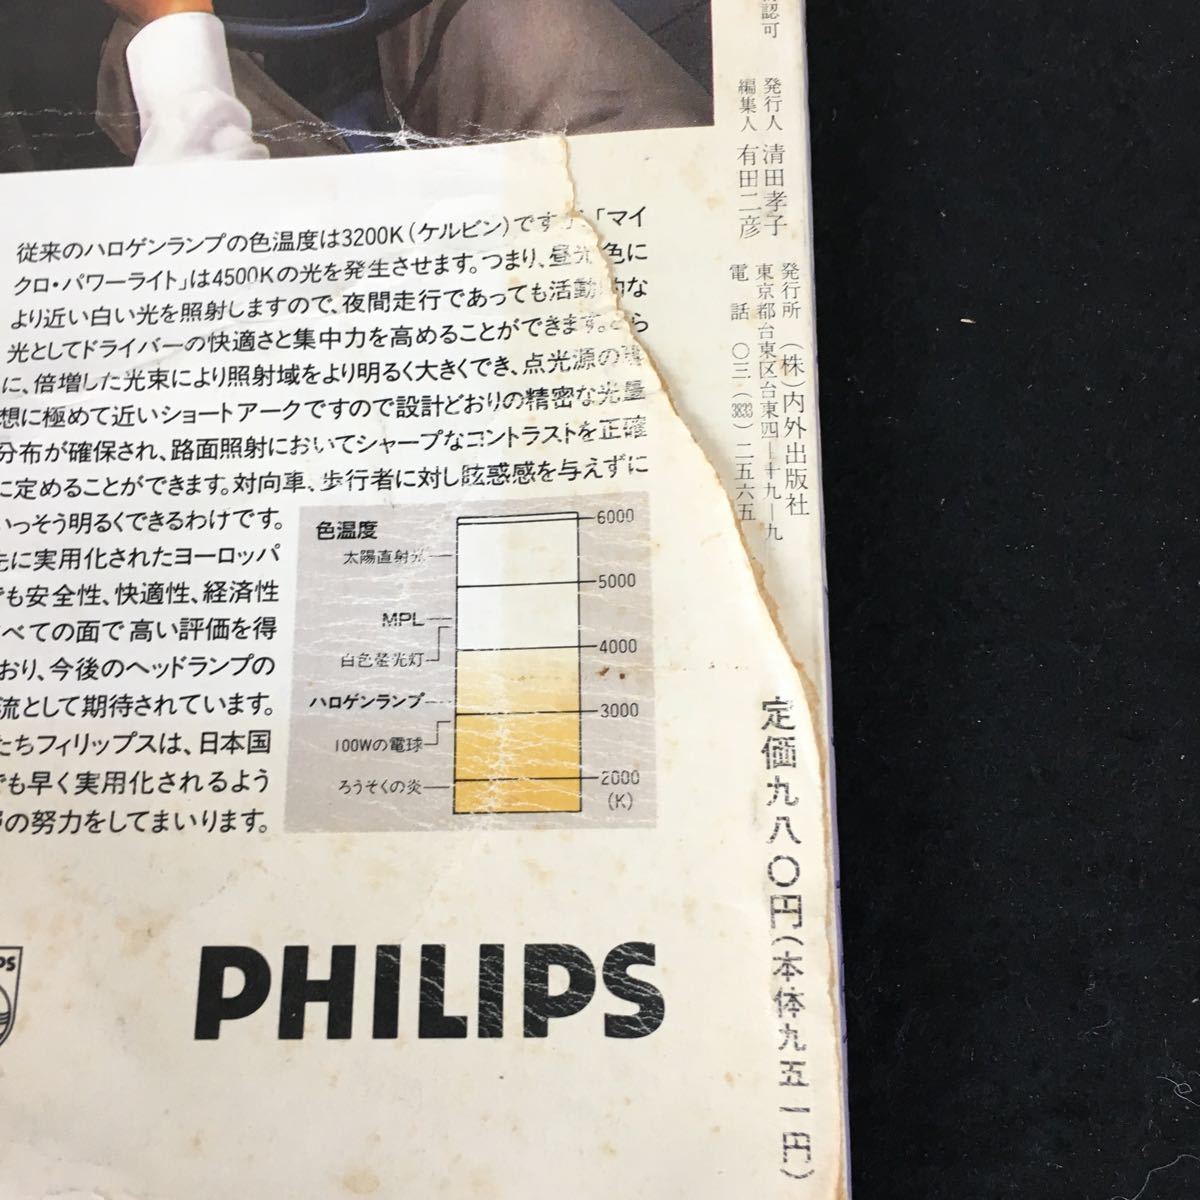 従来のハロゲンランプの色温度は3200K(ケルビン)です 「マイ
クロ・パワーライト」は4500Kの光を発生させます。つまり、昼光色に
より近い白い光を照射しますので、夜間走行であっても活動的な
光としてドライバーの快適さと集中力を高めることができます。さら
に、倍増した光束により照射域をより明るく大きくでき、点光源の
想に極めて近いショートアークですので設計どおりの精密な光量
分布が確保され、路面照射においてシャープなコントラストを正確
に定めることができます。対向車、歩行者に対し眩惑感を与えずに
いっそう明るくできるわけです。
先に実用化されたヨーロッパ
でも安全性、快適性、経済性
べての面で高い評価を得
おり、今後のヘッドランプの
流として期待されています。
たちフィリップスは、日本国
でも早く実用化されるよう
の努力をしてまいります。
色温度
太陽直射光
MPL
白色螢光灯
ハロゲンランプ
100Wの電球
ろうそくの炎
6000
5000
4000
3000
2000
(K)
PHILIPS
PS
認可
発行人 清田孝子
編集人 有田二彦
発行所 (株)内外出版社
東京都台東区台東四—十九—九
電話 〇三(3833)二五六五
定価九八〇円(本体九五一円)